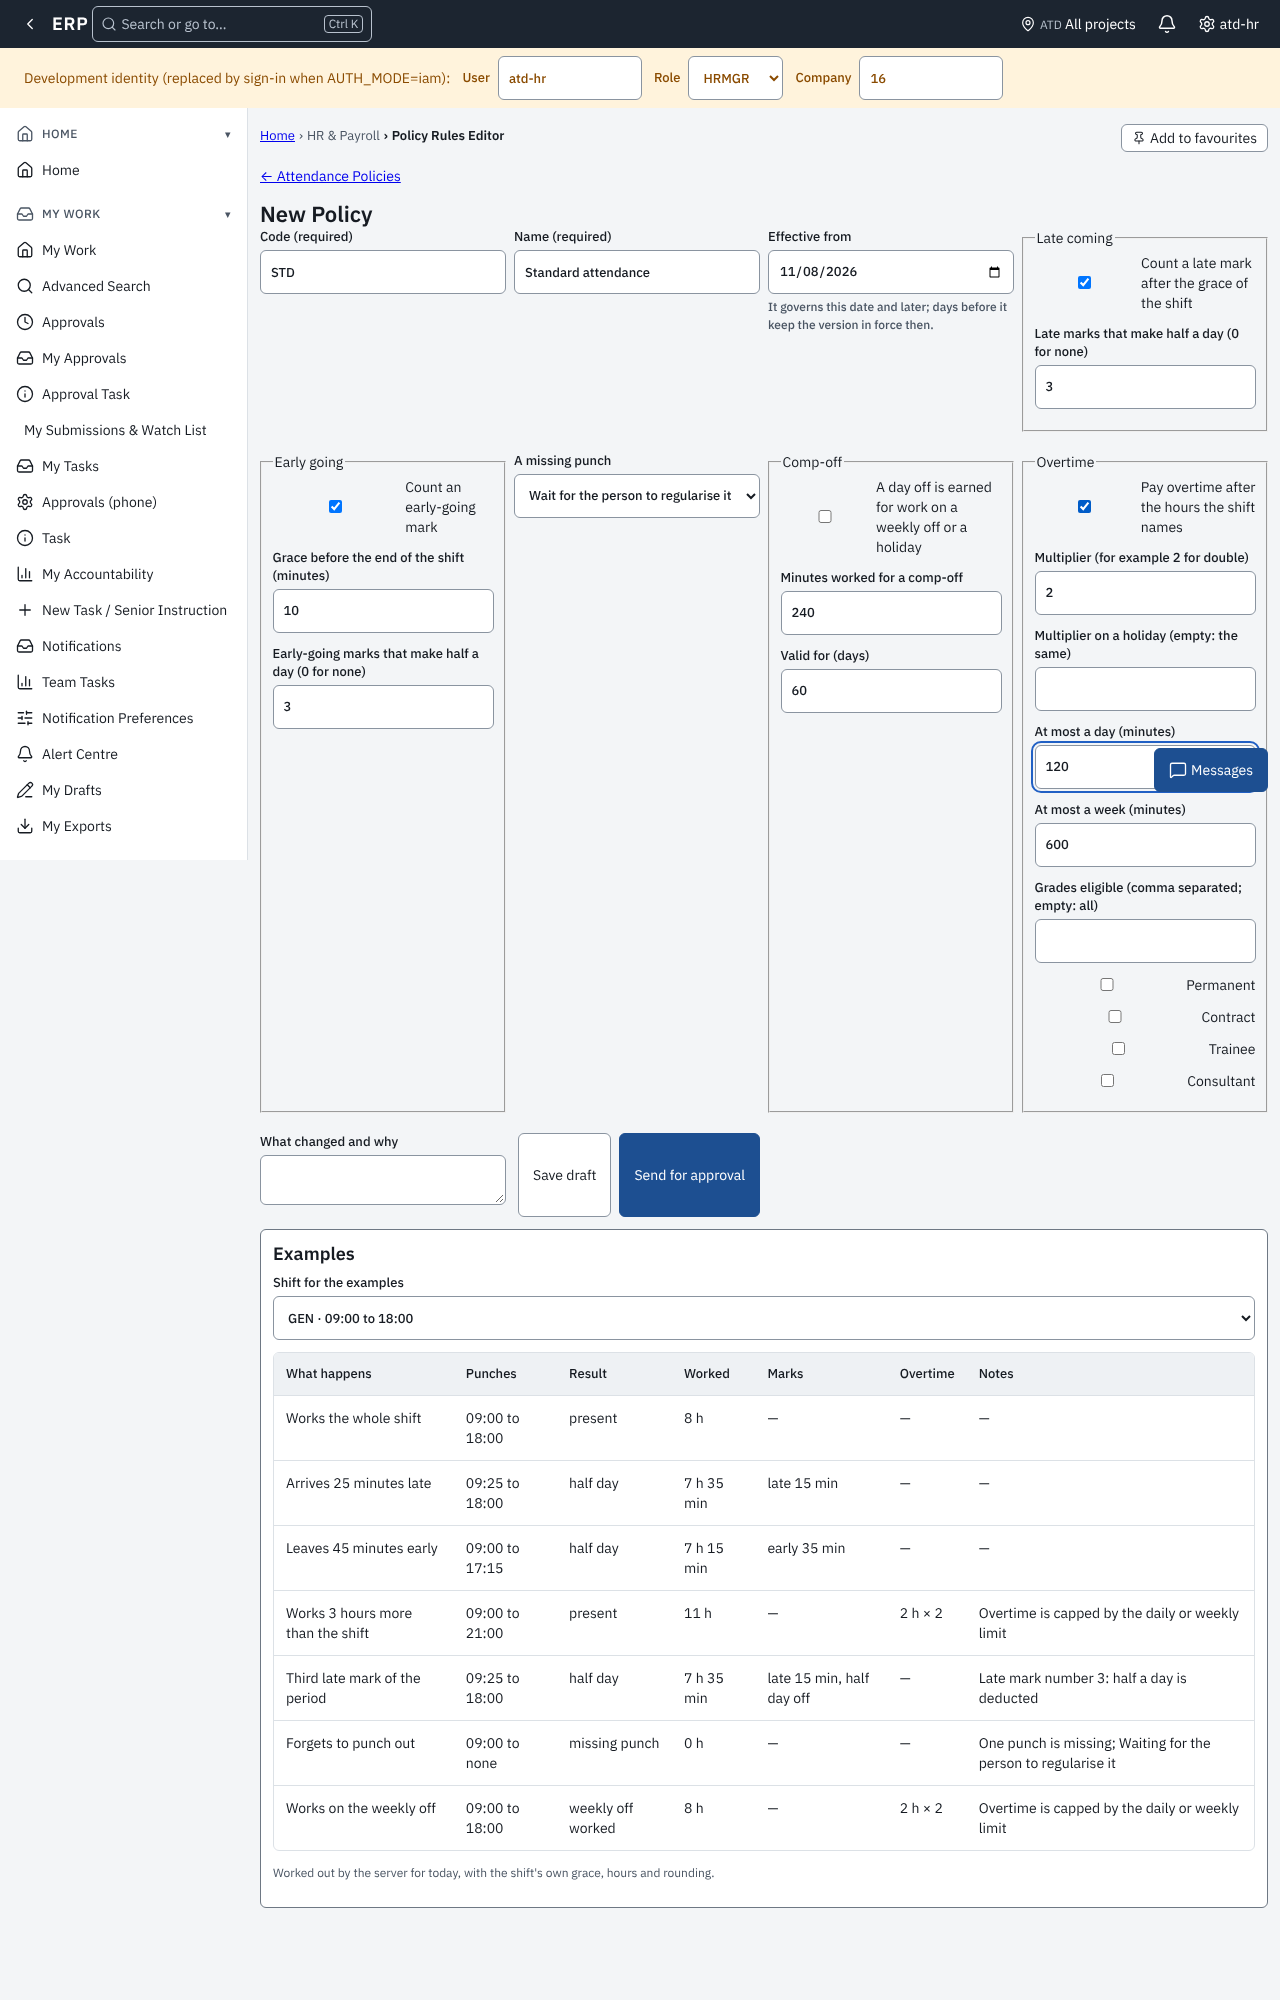 ERP
Search or go to...
Ctrl K
ATD All projects
atd-hr
Development identity (replaced by sign-in when AUTH_MODE=iam):
User
atd-hr
Role
HRMGR
Company
16
HOME
Home
MY WORK
My Work
Advanced Search
Approvals
My Approvals
Approval Task
My Submissions & Watch List
My Tasks
Approvals (phone)
Task
My Accountability
New Task / Senior Instruction
Notifications
Team Tasks
Notification Preferences
Alert Centre
My Drafts
My Exports
Home › HR & Payroll › Policy Rules Editor
Add to favourites
← Attendance Policies
New Policy
Code (required)
STD
Name (required)
Standard attendance
Effective from
11/08/2026
It governs this date and later; days before it
keep the version in force then.
Late coming
Count a late mark
after the grace of
the shift
Late marks that make half a day (0
for none)
3
Early going
Count an
early-going
mark
Grace before the end of the shift
(minutes)
10
Early-going marks that make half a
day (0 for none)
3
A missing punch
Wait for the person to regularise it
Comp-off
A day off is earned
for work on a
weekly off or a
holiday
Minutes worked for a comp-off
240
Valid for (days)
60
Overtime
Pay overtime after
the hours the shift
names
Multiplier (for example 2 for double)
2
Multiplier on a holiday (empty: the
same)
At most a day (minutes)
120
Messages
At most a week (minutes)
600
Grades eligible (comma separated;
empty: all)
Permanent
Contract
Trainee
Consultant
What changed and why
Save draft
Send for approval
Examples
Shift for the examples
GEN · 09:00 to 18:00
What happens Punches Result Worked Marks Overtime Notes
Works the whole shift 09:00 to 18:00 present 8 h — — —
Arrives 25 minutes late 09:25 to 18:00 half day 7 h 35 min late 15 min — —
Leaves 45 minutes early 09:00 to 17:15 half day 7 h 15 min early 35 min — —
Works 3 hours more than the shift 09:00 to 21:00 present 11 h — 2 h × 2 Overtime is capped by the daily or weekly limit
Third late mark of the period 09:25 to 18:00 half day 7 h 35 min late 15 min, half day off — Late mark number 3: half a day is deducted
Forgets to punch out 09:00 to none missing punch 0 h — — One punch is missing; Waiting for the person to regularise it
Works on the weekly off 09:00 to 18:00 weekly off worked 8 h — 2 h × 2 Overtime is capped by the daily or weekly limit
Worked out by the server for today, with the shift's own grace, hours and rounding.